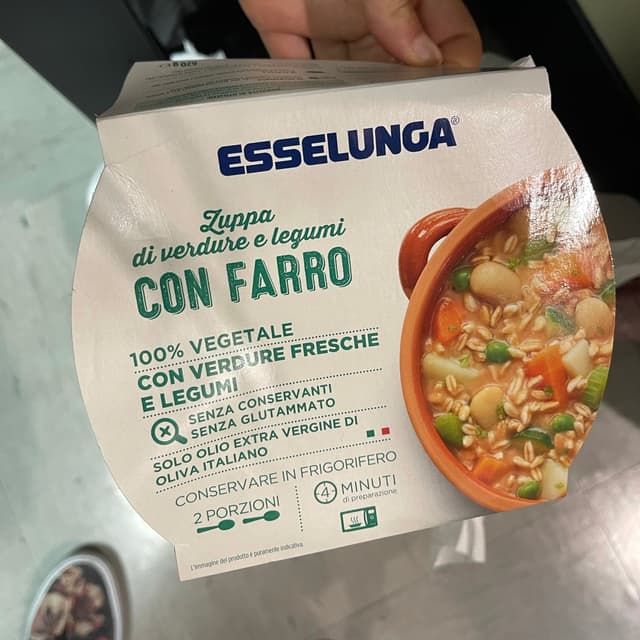 ESSELUNGA®
Zuppa
di verdure e legumi
CON FARRO
100% VEGETALE
CON VERDURE FRESCHE
E LEGUMI
SENZA CONSERVANTI
SENZA GLUTAMMATO
SOLO OLIO EXTRA VERGINE DI
OLIVA ITALIANO
CONSERVARE IN FRIGORIFERO
2 PORZIONI
4 MINUTI
di preparazione
L'immagine del prodotto è puramente indicativa.
620 g e